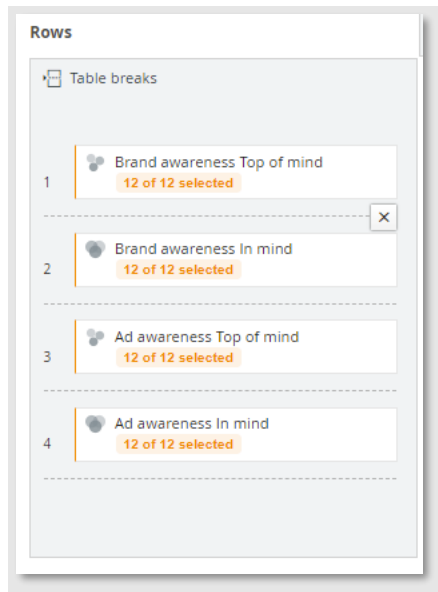 Rows
Table breaks
1
Brand awareness Top of mind
12 of 12 selected
2
Brand awareness In mind
12 of 12 selected
3
Ad awareness Top of mind
12 of 12 selected
4
Ad awareness In mind
12 of 12 selected